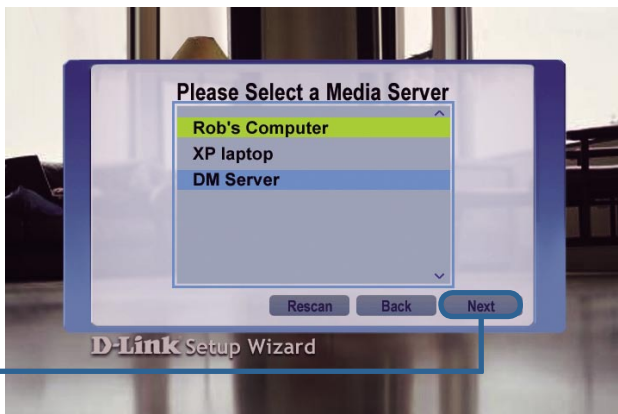 Please Select a Media Server
Rob's Computer
XP laptop
DM Server
Rescan Back Next
D-Link Setup Wizard